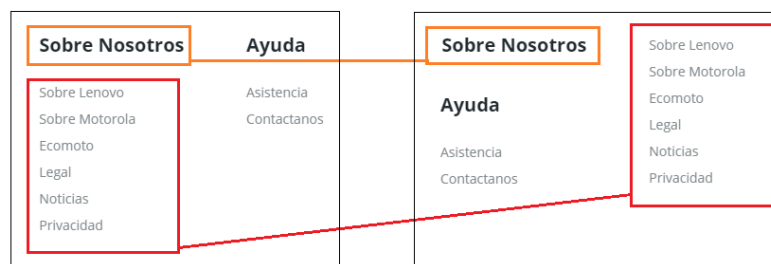 Sobre Nosotros
Sobre Lenovo
Sobre Motorola
Ecomoto
Legal
Noticias
Privacidad
Ayuda
Asistencia
Contactanos
Sobre Nosotros
Ayuda
Asistencia
Contactanos
Sobre Lenovo
Sobre Motorola
Ecomoto
Legal
Noticias
Privacidad